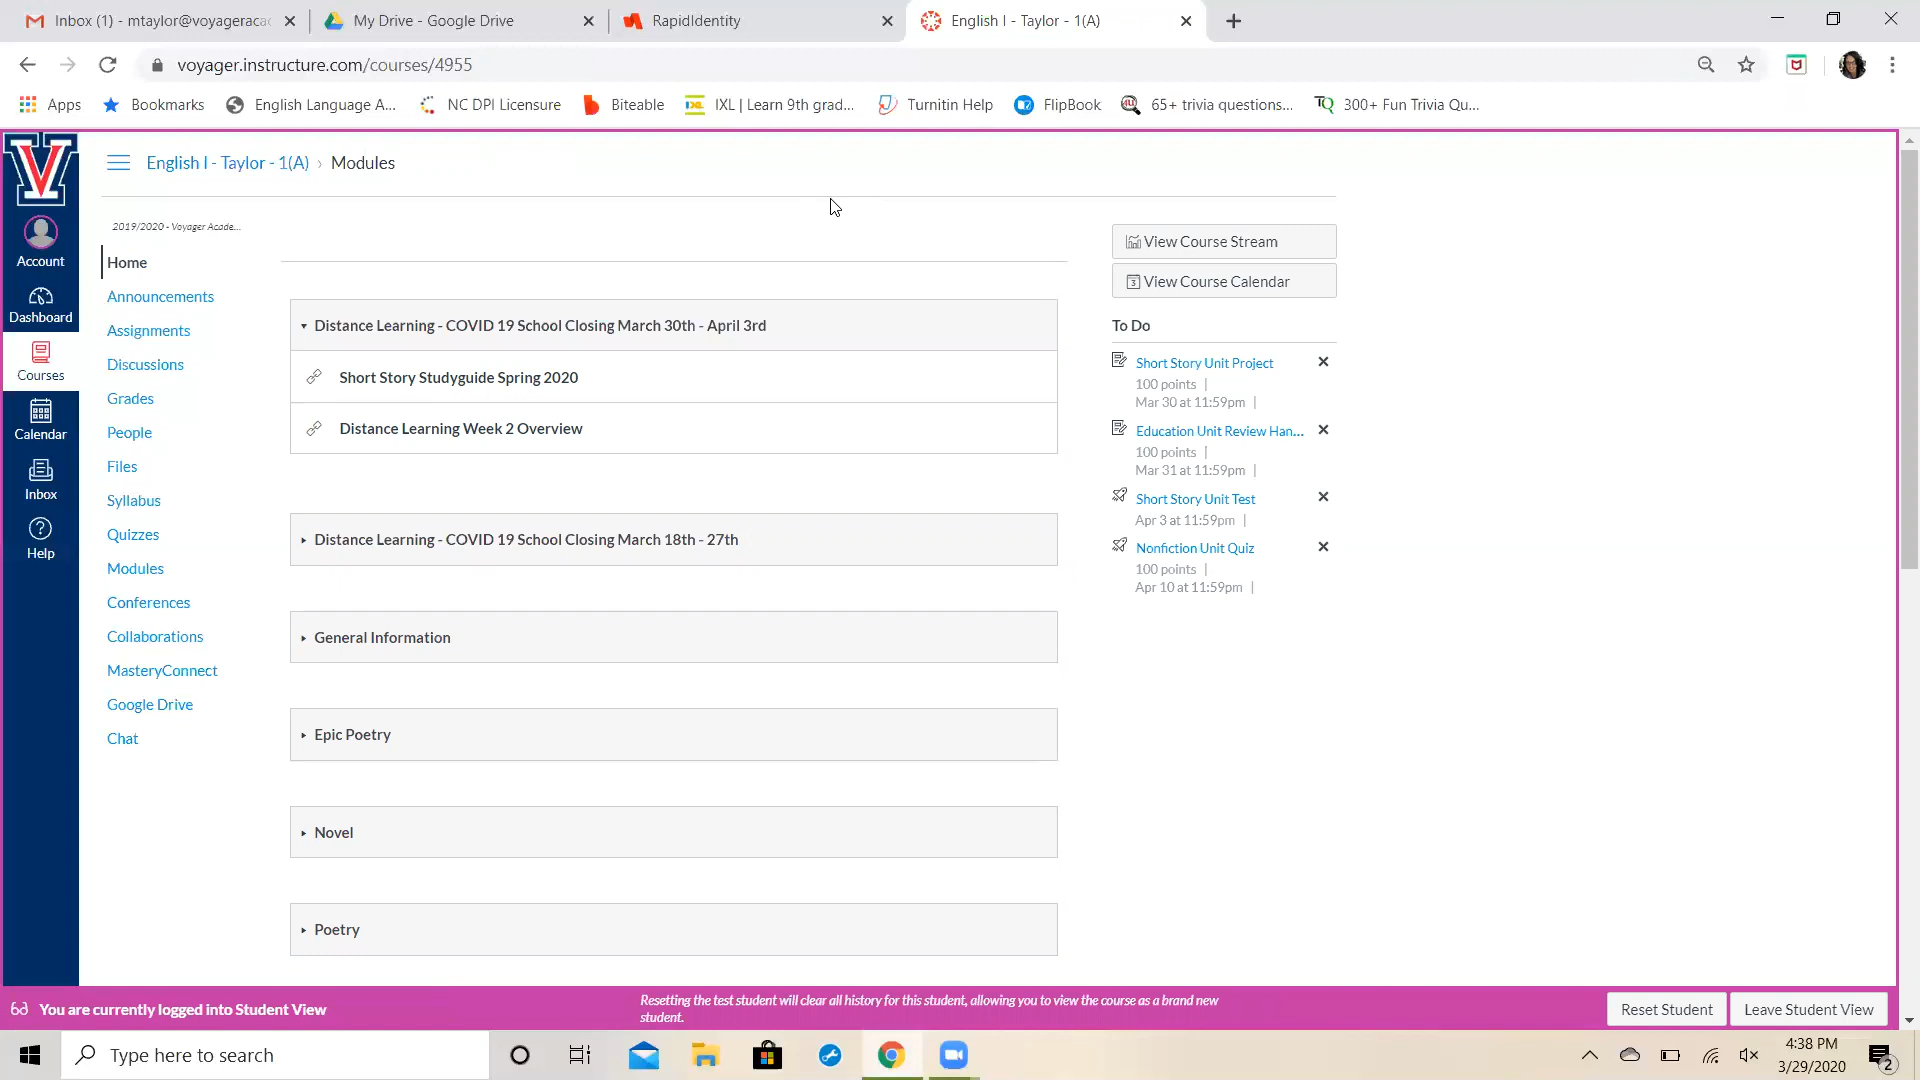 Inbox (1) - mtaylor@voyageraca
My Drive - Google Drive
RapidIdentity
English I - Taylor - 1(A)
voyager.instructure.com/courses/4955
Apps
Bookmarks
English Language A...
NC DPI Licensure
Biteable
IXL | Learn 9th grad...
Turnitin Help
FlipBook
65+ trivia questions...
300+ Fun Trivia Qu...
V
Account
Dashboard
Courses
Calendar
Inbox
Help
English I - Taylor - 1(A) › Modules
2019/2020 - Voyager Acade...
Home
Announcements
Assignments
Discussions
Grades
People
Files
Syllabus
Quizzes
Modules
Conferences
Collaborations
MasteryConnect
Google Drive
Chat
Distance Learning - COVID 19 School Closing March 30th - April 3rd
Short Story Studyguide Spring 2020
Distance Learning Week 2 Overview
Distance Learning - COVID 19 School Closing March 18th - 27th
General Information
Epic Poetry
Novel
Poetry
View Course Stream
View Course Calendar
To Do
Short Story Unit Project
100 points |
Mar 30 at 11:59pm |
Education Unit Review Han...
100 points |
Mar 31 at 11:59pm |
Short Story Unit Test
Apr 3 at 11:59pm |
Nonfiction Unit Quiz
100 points |
Apr 10 at 11:59pm |
You are currently logged into Student View
Resetting the test student will clear all history for this student, allowing you to view the course as a brand new
student.
Reset Student
Leave Student View
Type here to search
4:38 PM
3/29/2020
2